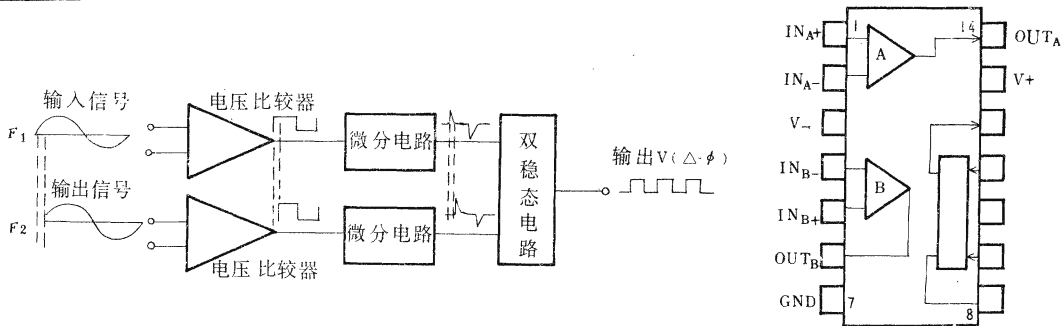 输入信号
F₁
输出信号
F₂
电压比较器
电压比较器
微分电路
微分电路
双稳态电路
输出V(△·φ)
INA+
INA-
V-
INB-
INB+
OUTB
GND
1
7
A
B
14
8
OUTA
V+